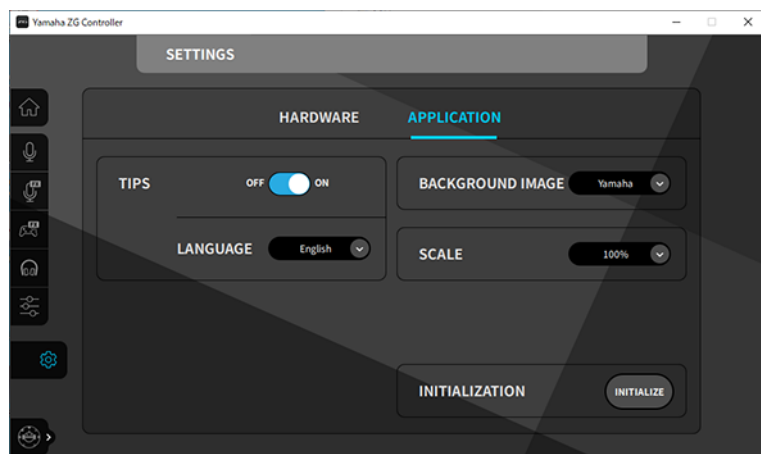 Yamaha ZG Controller
SETTINGS
HARDWARE APPLICATION
TIPS OFF ON
LANGUAGE English
BACKGROUND IMAGE Yamaha
SCALE 100%
INITIALIZATION INITIALIZE